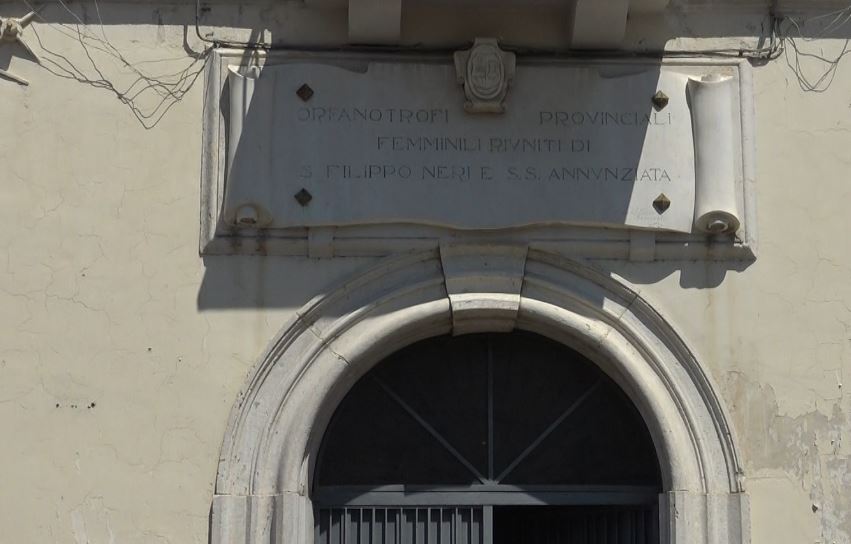 ORFANOTROFI PROVINCIALI
FEMMINILI RIVNITI DI
S FILIPPO NERI E S.S. ANNVNZIATA